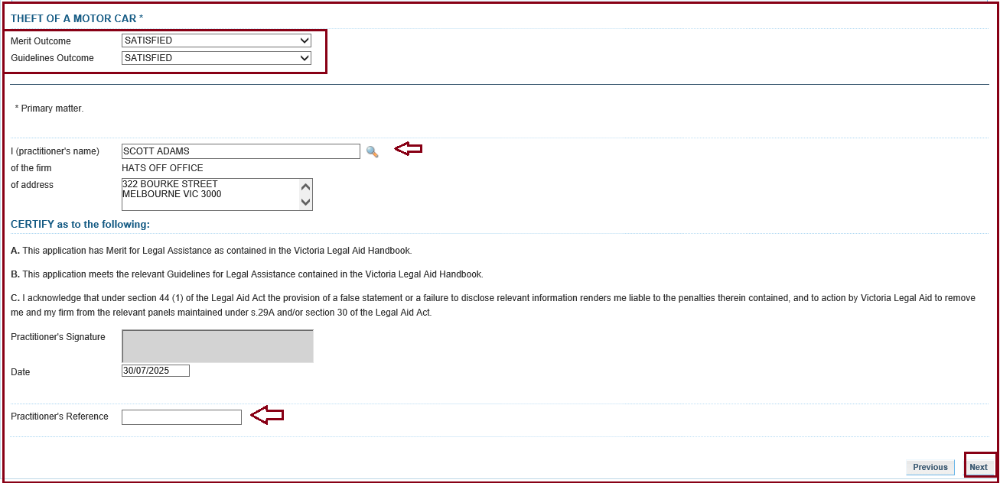 THEFT OF A MOTOR CAR *
Merit Outcome SATISFIED
Guidelines Outcome SATISFIED
* Primary matter.
I (practitioner's name) SCOTT ADAMS
of the firm HATS OFF OFFICE
of address 322 BOURKE STREET
MELBOURNE VIC 3000
CERTIFY as to the following:
A. This application has Merit for Legal Assistance as contained in the Victoria Legal Aid Handbook.
B. This application meets the relevant Guidelines for Legal Assistance contained in the Victoria Legal Aid Handbook.
C. I acknowledge that under section 44 (1) of the Legal Aid Act the provision of a false statement or a failure to disclose relevant information renders me liable to the penalties therein contained, and to action by Victoria Legal Aid to remove
me and my firm from the relevant panels maintained under s.29A and/or section 30 of the Legal Aid Act.
Practitioner's Signature
Date 30/07/2025
Practitioner's Reference
Previous Next